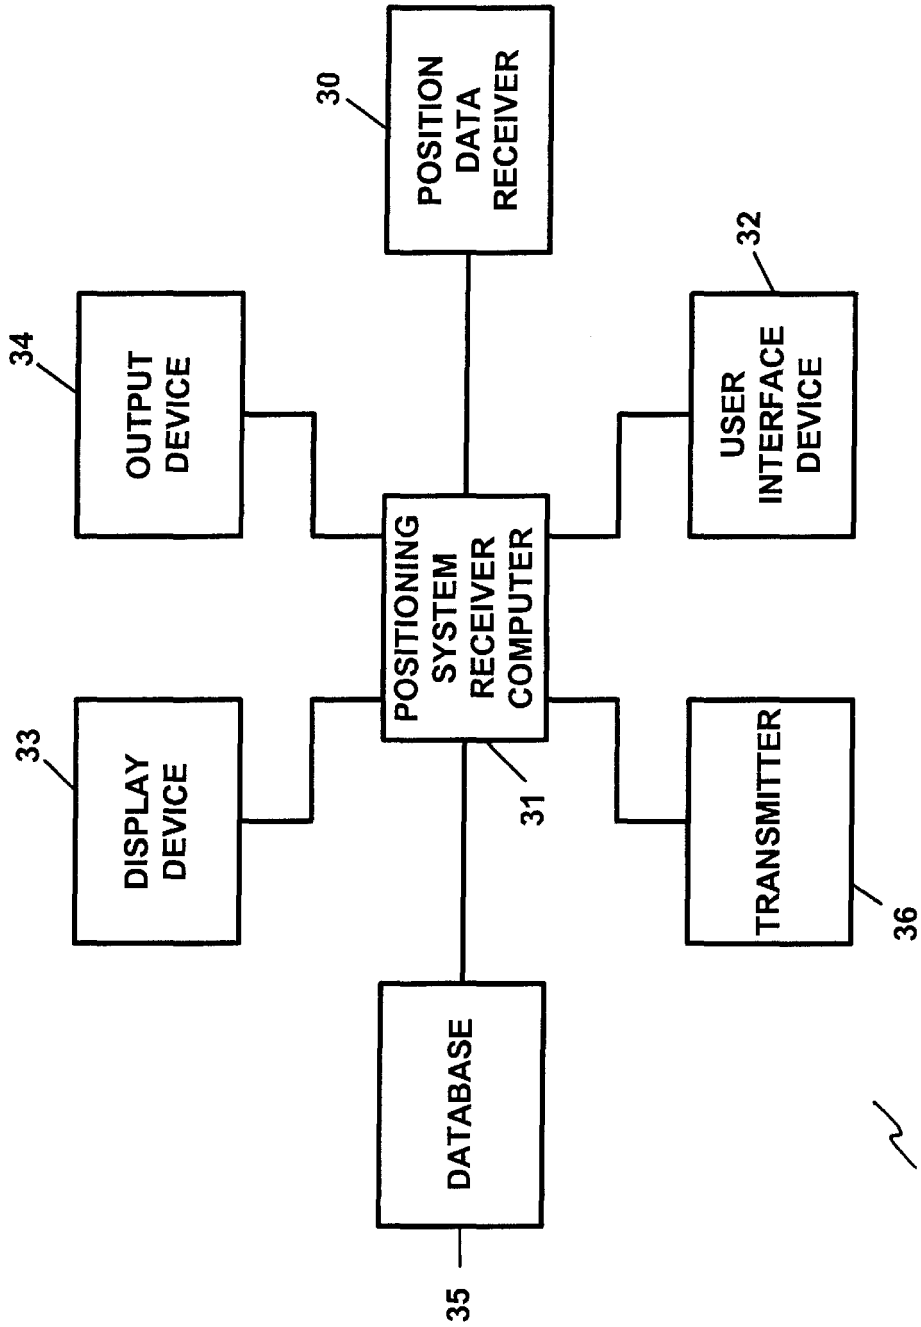 33
DISPLAY
DEVICE
34
OUTPUT
DEVICE
35
DATABASE
POSITIONING
SYSTEM
RECEIVER
COMPUTER
31
30
POSITION
DATA
RECEIVER
36
TRANSMITTER
32
USER
INTERFACE
DEVICE